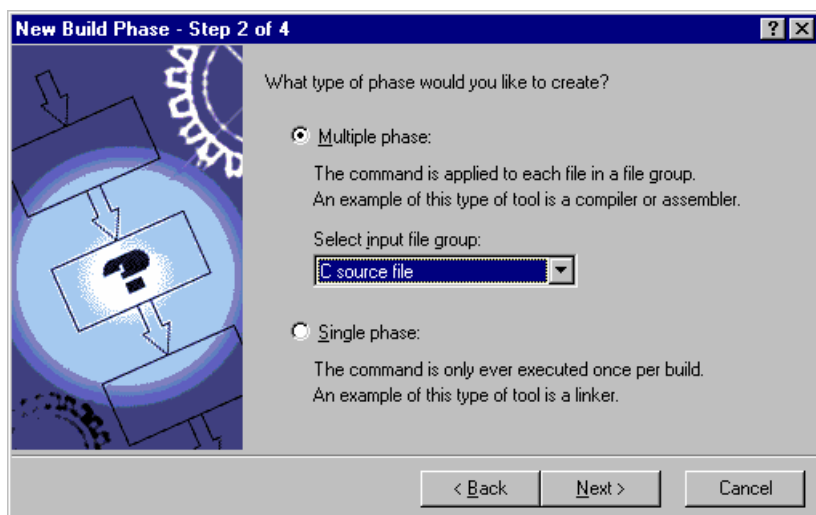 New Build Phase - Step 2 of 4
What type of phase would you like to create?
Multiple phase:
The command is applied to each file in a file group.
An example of this type of tool is a compiler or assembler.
Select input file group:
C source file
Single phase:
The command is only ever executed once per build.
An example of this type of tool is a linker.
< Back Next > Cancel